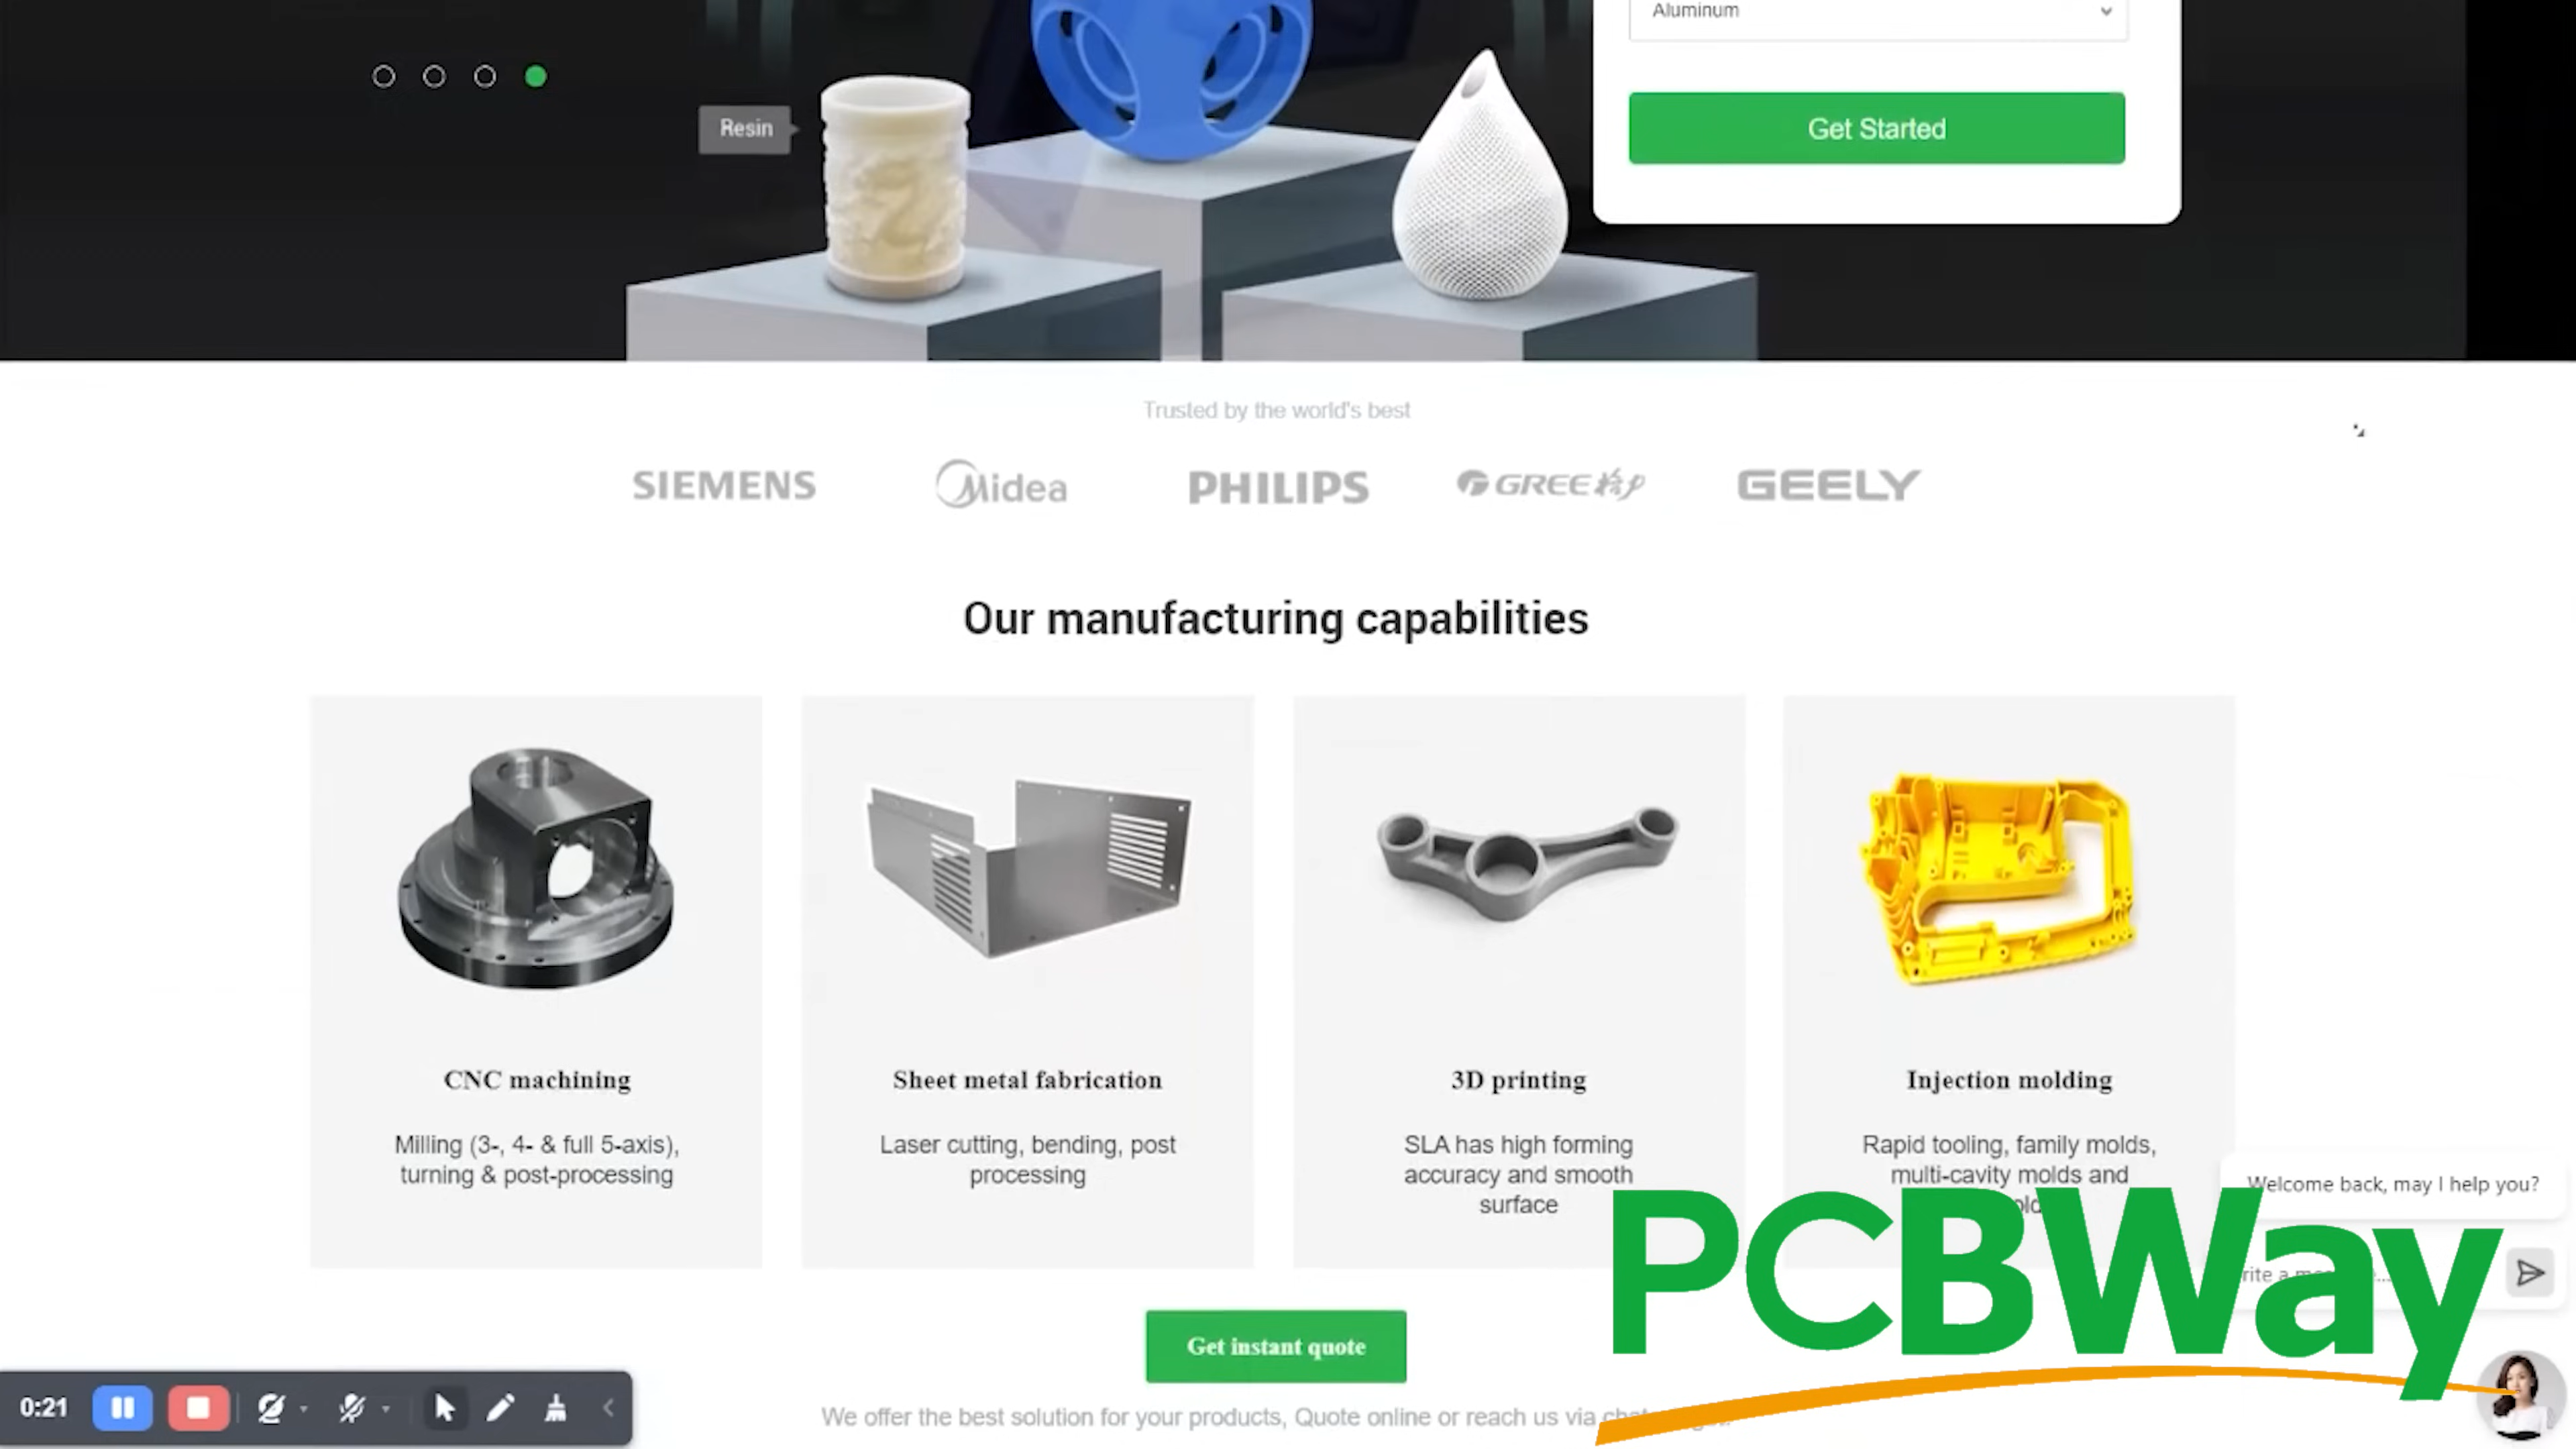 Aluminum
Resin
Get Started
Trusted by the world's best
SIEMENS
Midea
PHILIPS
GREE 格力
GEELY
Our manufacturing capabilities
CNC machining
Milling (3-, 4- & full 5-axis),
turning & post-processing
Sheet metal fabrication
Laser cutting, bending, post
processing
3D printing
SLA has high forming
accuracy and smooth
surface
Injection molding
Rapid tooling, family molds,
multi-cavity molds and
Welcome back, may I help you?
PCBWay
Get instant quote
We offer the best solution for your products, Quote online or reach us via
0:21